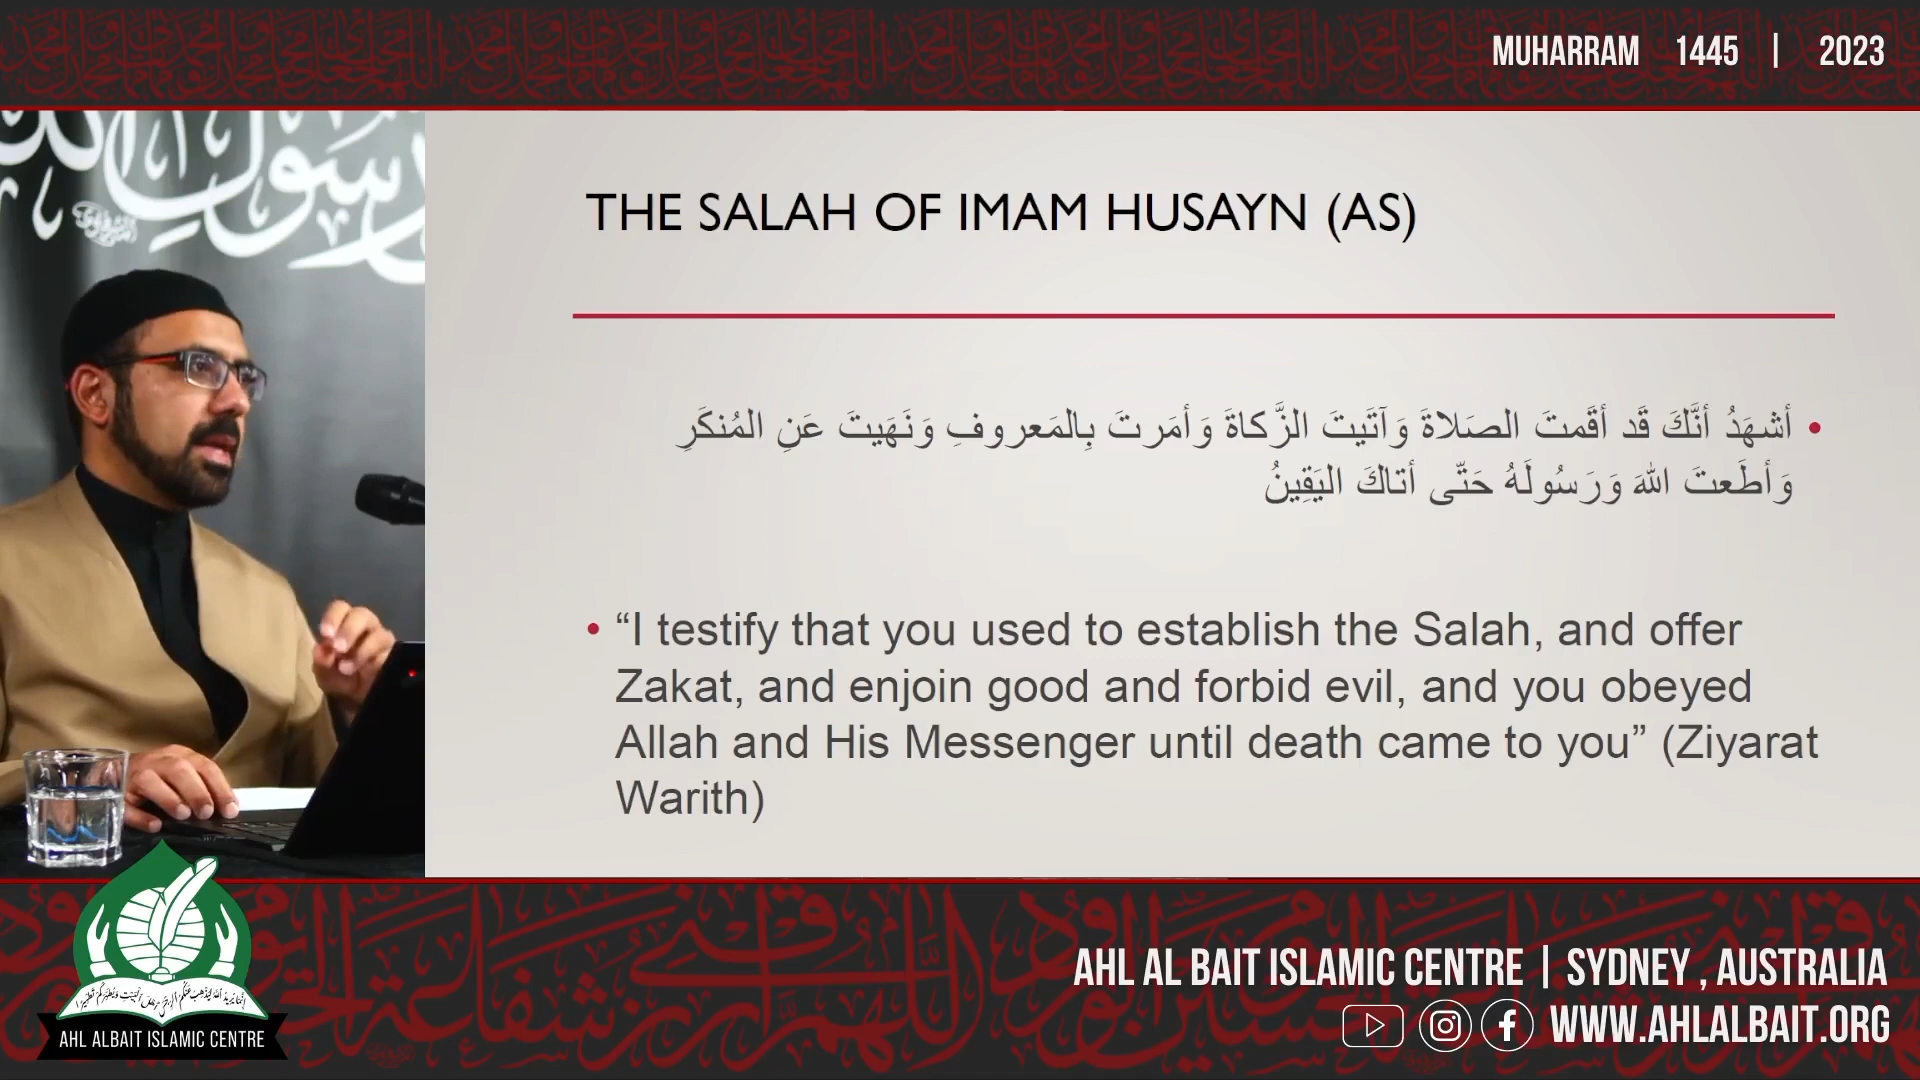 MUHARRAM 1445 | 2023
THE SALAH OF IMAM HUSAYN (AS)
• أشهَدُ أنَّكَ قَد أقَمتَ الصَلاةَ وَآتَيتَ الزَّكاةَ وَأمَرتَ بِالمَعروفِ وَنَهَيتَ عَنِ المُنكَرِ
وَأطَعتَ اللهَ وَرَسُولَهُ حَتّى أتاكَ اليَقِينُ
• “I testify that you used to establish the Salah, and offer
Zakat, and enjoin good and forbid evil, and you obeyed
Allah and His Messenger until death came to you” (Ziyarat
Warith)
AHL ALBAIT ISLAMIC CENTRE
AHL AL BAIT ISLAMIC CENTRE | SYDNEY , AUSTRALIA
WWW.AHLALBAIT.ORG